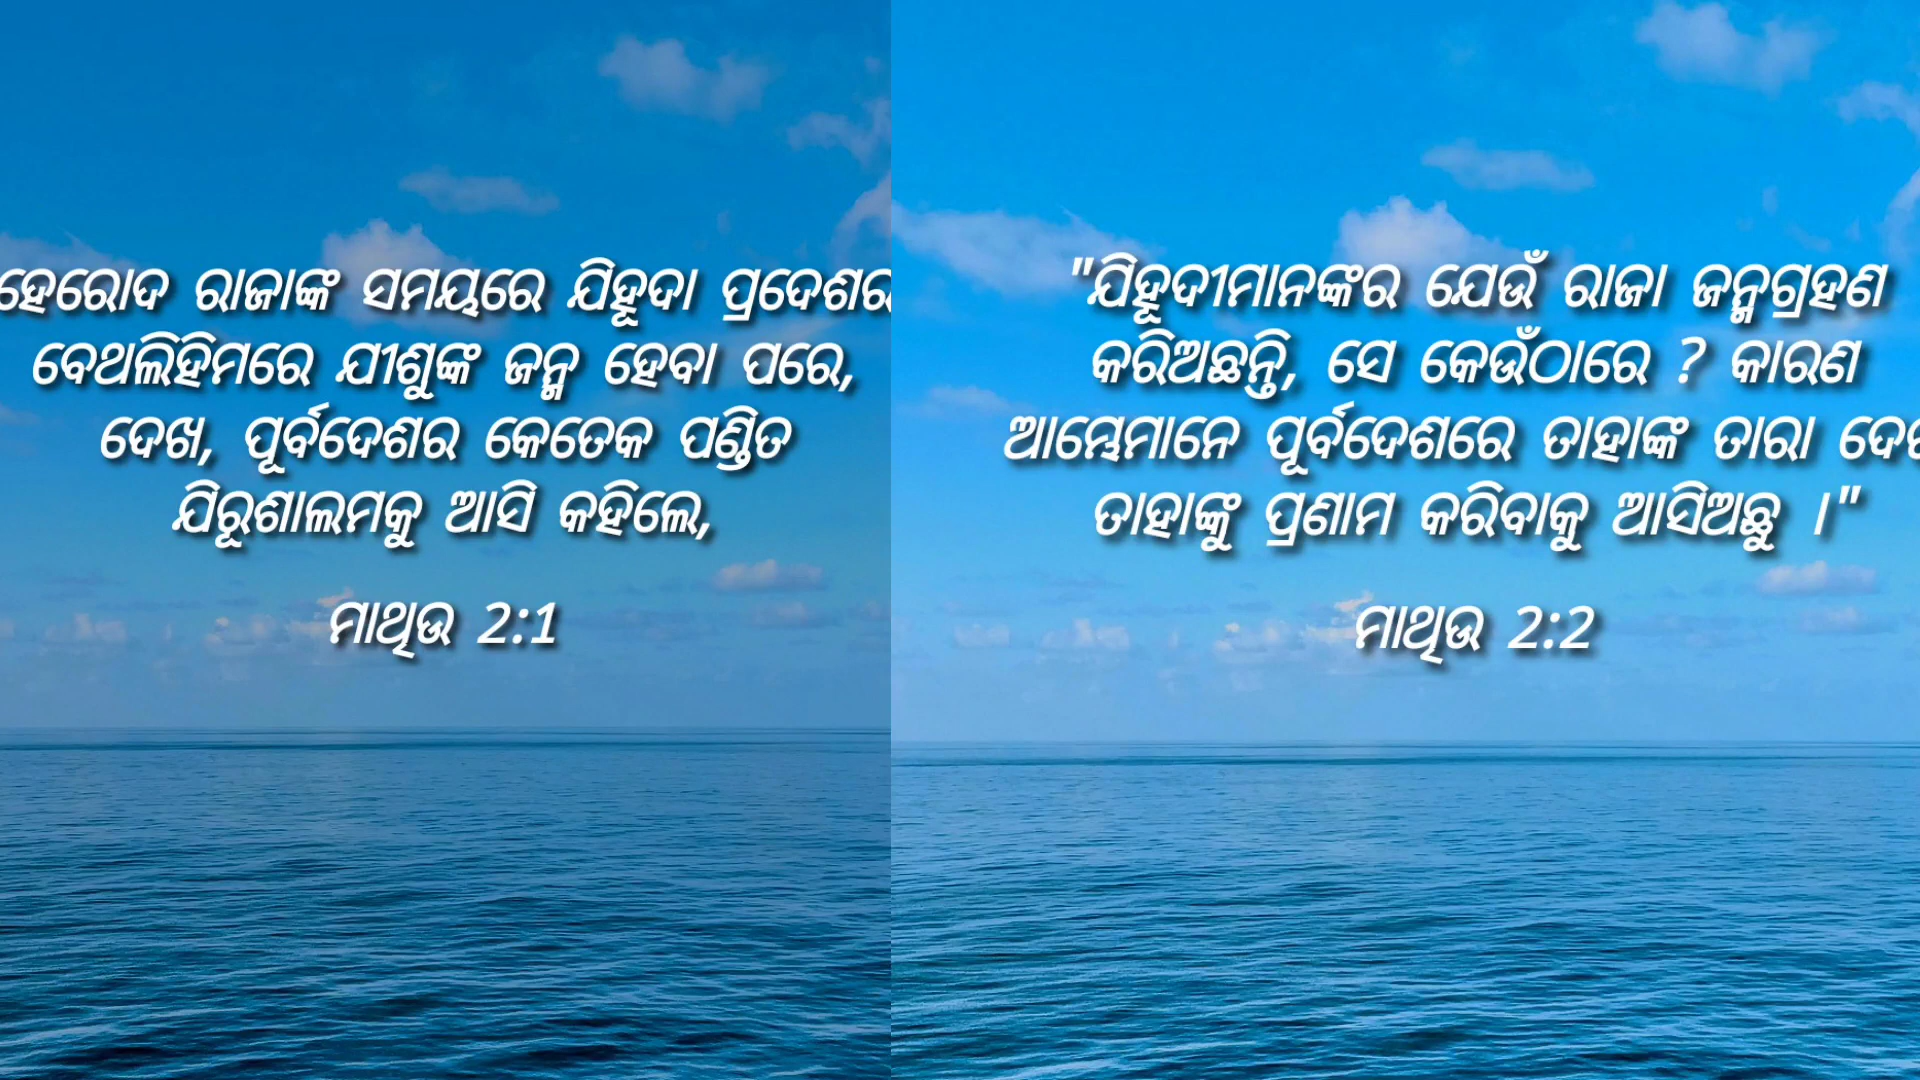 ହେରୋଦ ରାଜାଙ୍କ ସମୟରେ ଯିହୂଦା ପ୍ରଦେଶର
ବେଥଲିହିମରେ ଯୀଶୁଙ୍କ ଜନ୍ମ ହେବା ପରେ,
ଦେଖ, ପୂର୍ବଦେଶର କେତେକ ପଣ୍ଡିତ
ଯିରୂଶାଲମକୁ ଆସି କହିଲେ,
ମାଥିଉ 2:1
"ଯିହୂଦୀମାନଙ୍କର ଯେଉଁ ରାଜା ଜନ୍ମଗ୍ରହଣ
କରିଅଛନ୍ତି, ସେ କେଉଁଠାରେ ? କାରଣ
ଆମ୍ଭେମାନେ ପୂର୍ବଦେଶରେ ତାହାଙ୍କ ତାରା
ତାହାଙ୍କୁ ପ୍ରଣାମ କରିବାକୁ ଆସିଅଛୁ ।"
ମାଥିଉ 2:2